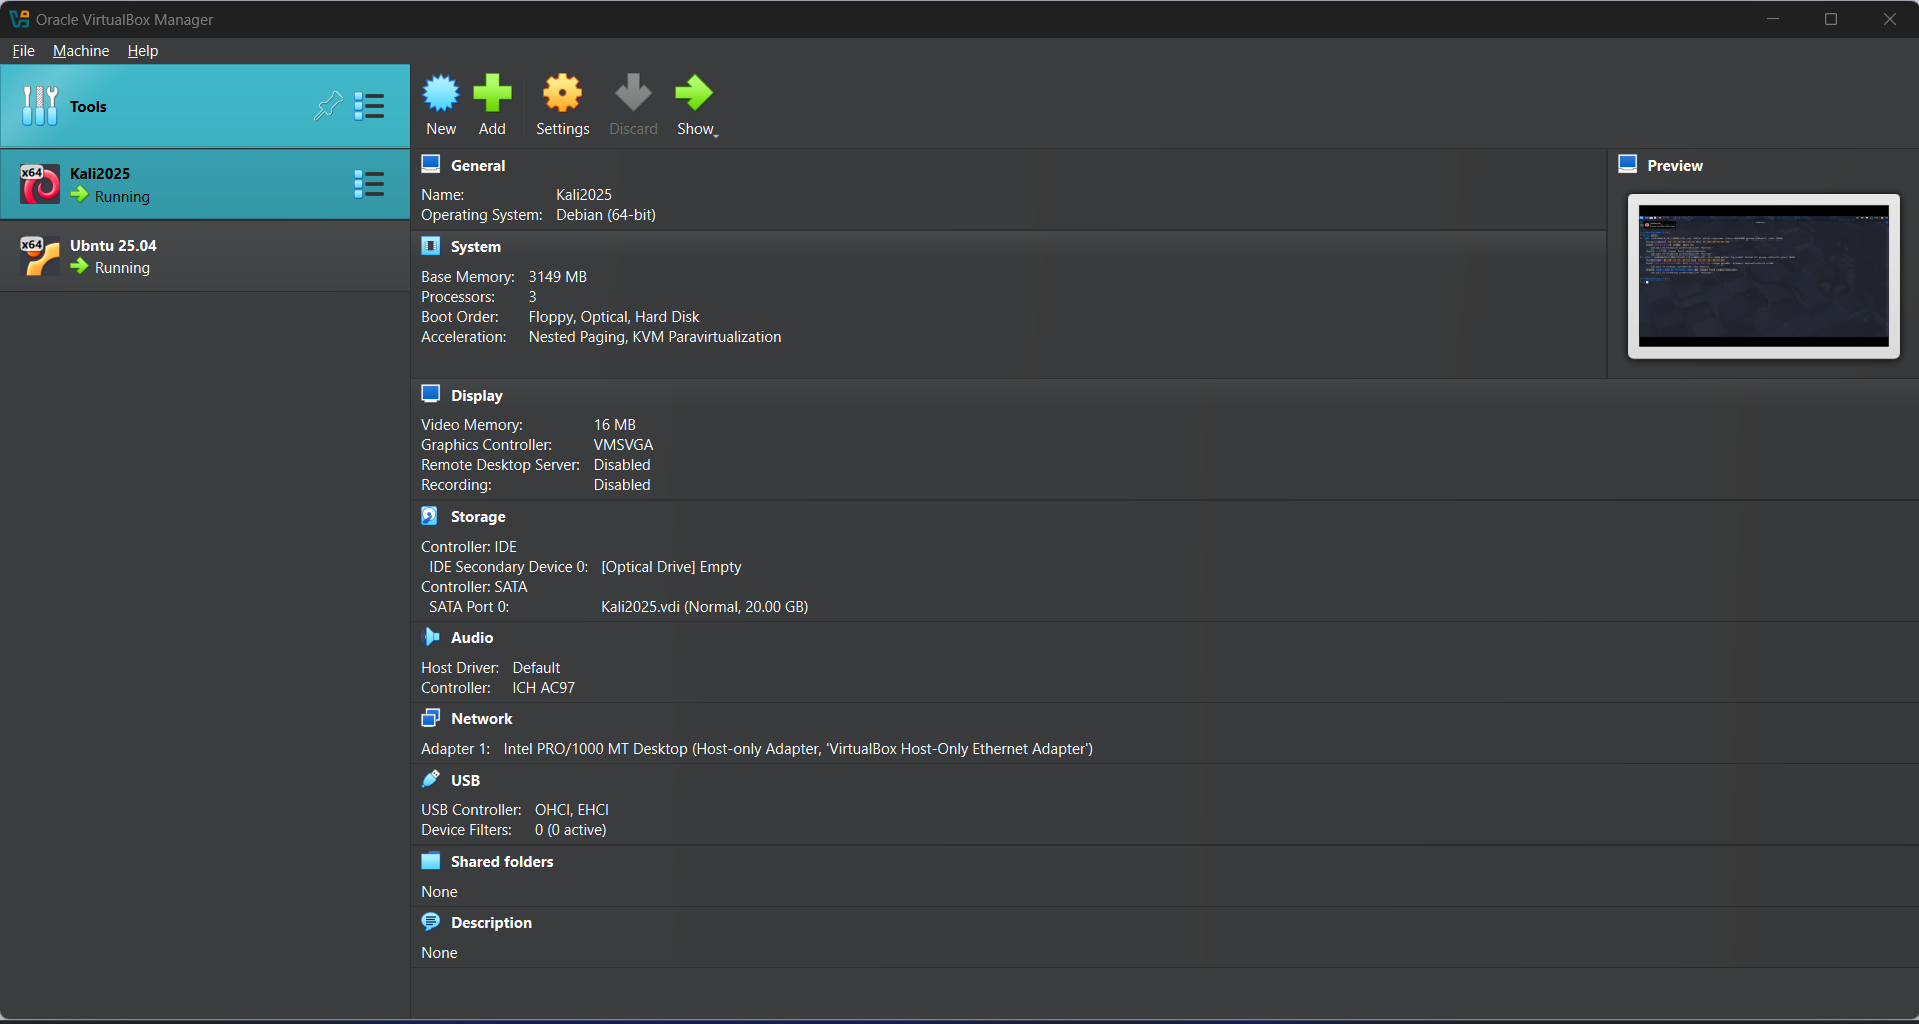 Oracle VirtualBox Manager
File Machine Help
Tools
x64 Kali2025
Running
x64 Ubntu 25.04
Running
New Add Settings Discard Show
General
Name: Kali2025
Operating System: Debian (64-bit)
System
Base Memory: 3149 MB
Processors: 3
Boot Order: Floppy, Optical, Hard Disk
Acceleration: Nested Paging, KVM Paravirtualization
Preview
Display
Video Memory: 16 MB
Graphics Controller: VMSVGA
Remote Desktop Server: Disabled
Recording: Disabled
Storage
Controller: IDE
IDE Secondary Device 0: [Optical Drive] Empty
Controller: SATA
SATA Port 0: Kali2025.vdi (Normal, 20.00 GB)
Audio
Host Driver: Default
Controller: ICH AC97
Network
Adapter 1: Intel PRO/1000 MT Desktop (Host-only Adapter, 'VirtualBox Host-Only Ethernet Adapter')
USB
USB Controller: OHCI, EHCI
Device Filters: 0 (0 active)
Shared folders
None
Description
None